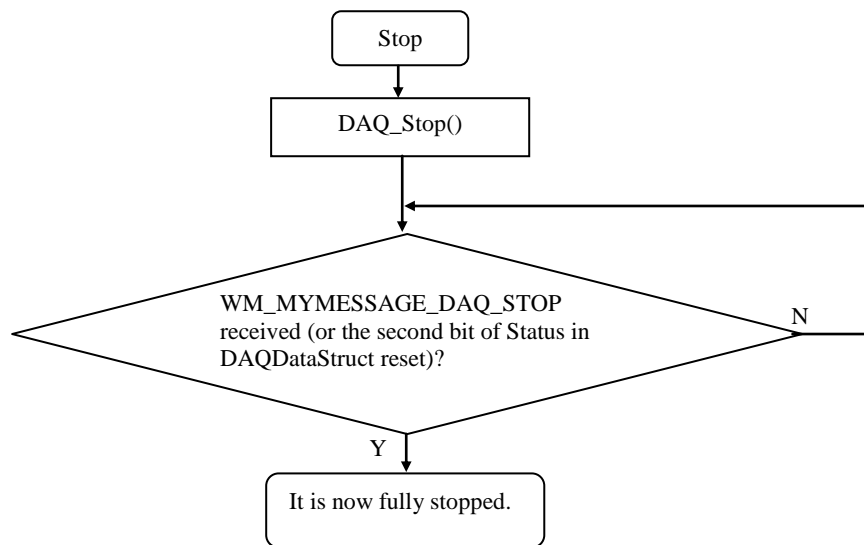 Stop
DAQ_Stop()
WM_MYMESSAGE_DAQ_STOP
received (or the second bit of Status in
DAQDataStruct reset)?
N
Y
It is now fully stopped.